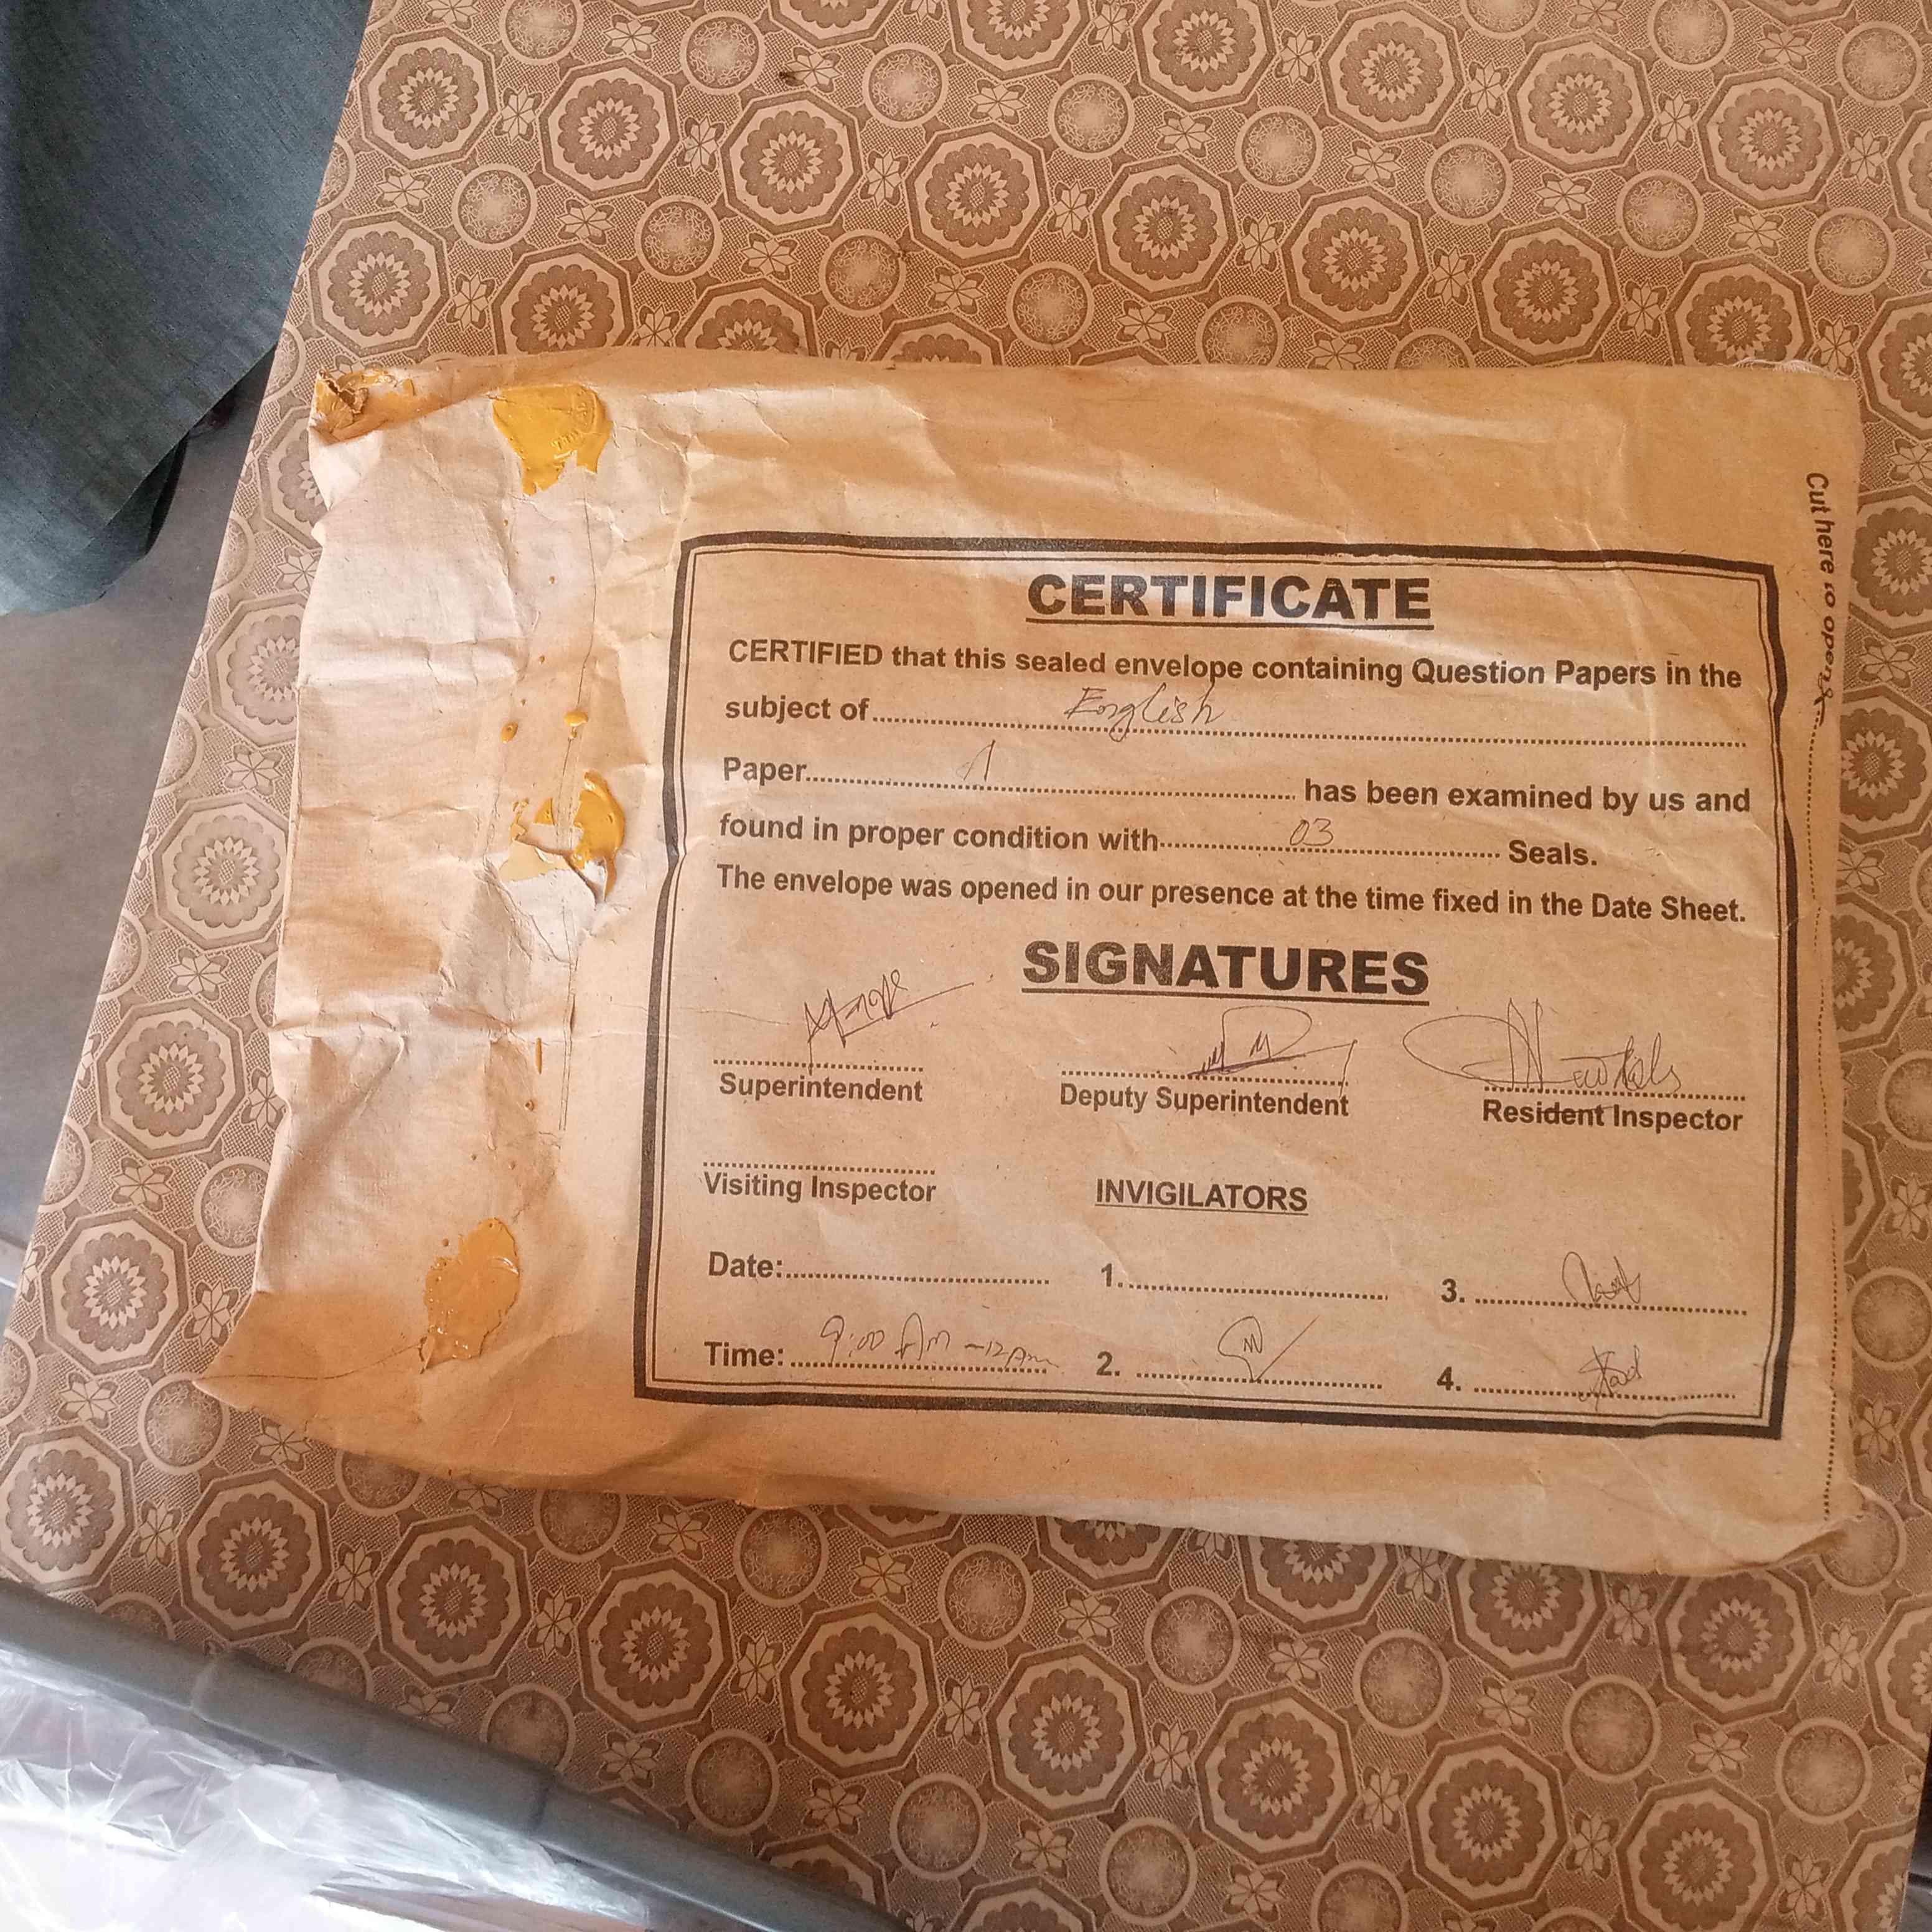 CERTIFICATE
CERTIFIED that this sealed envelope containing Question Papers in the
subject of English
Paper A has been examined by us and
found in proper condition with 03 Seals.
The envelope was opened in our presence at the time fixed in the Date Sheet.
SIGNATURES
Superintendent Deputy Superintendent Resident Inspector
Visiting Inspector INVIGILATORS
Date: 1. 3.
Time: 9:00 Am - 12 Am 2. 4.
Cut here to open